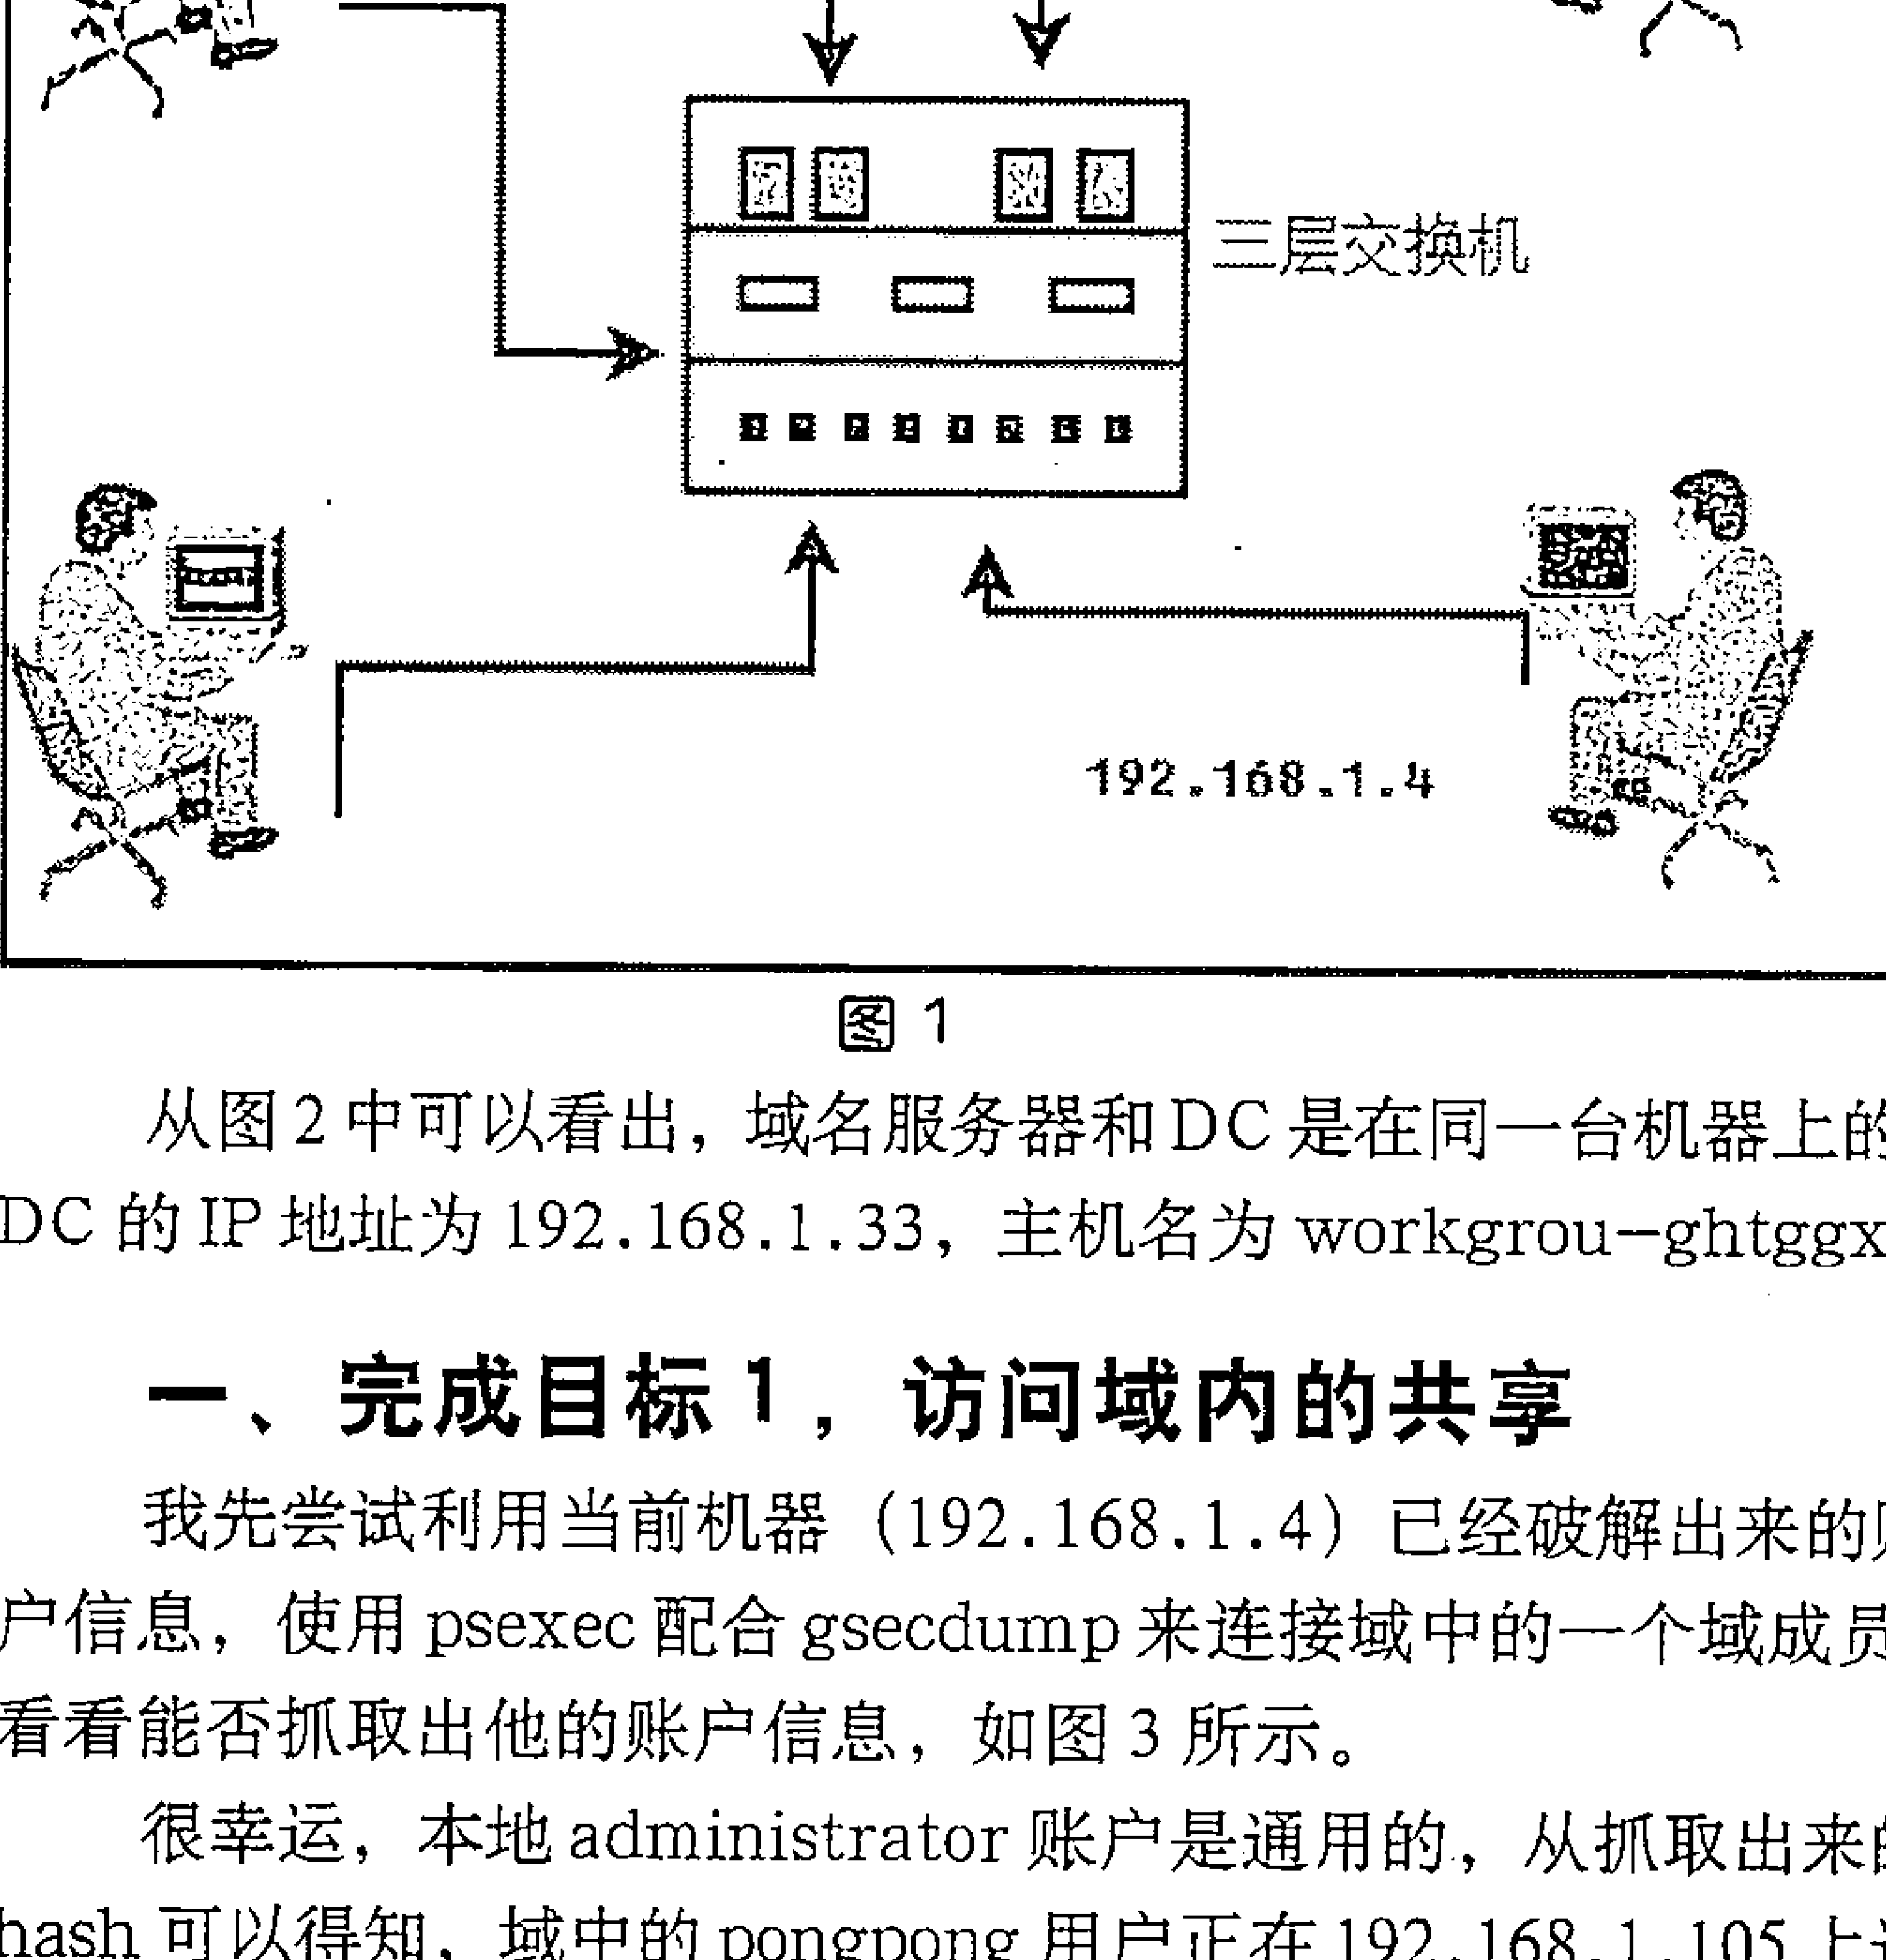 三层交换机
192.168.1.4
图 1
从图 2 中可以看出，域名服务器和 DC 是在同一台机器上的
DC 的 IP 地址为 192.168.1.33，主机名为 workgrou-ghtggx
一、完成目标 1，访问域内的共享
我先尝试利用当前机器（192.168.1.4）已经破解出来的
户信息，使用 psexec 配合 gsecdump 来连接域中的一个域成员
看看能否抓取出他的账户信息，如图 3 所示。
很幸运，本地 administrator 账户是通用的，从抓取出来的
hash 可以得知，域中的 pongpong 用户正在 192.168.1.105 上